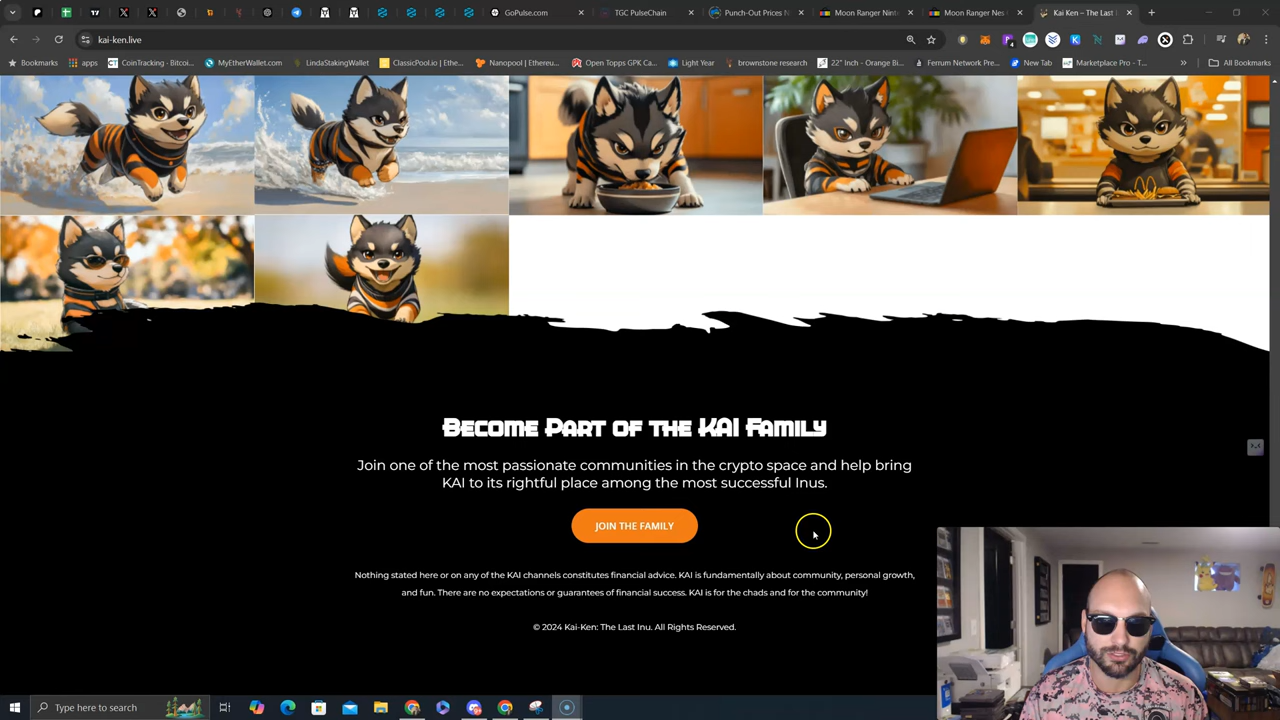 GoPulse.com
TGC PulseChain
Punch-Out Prices N
Moon Ranger Nint
Moon Ranger Nes
Kai Ken – The Last I
kai-ken.live
Bookmarks
apps
CoinTracking · Bitcoi...
MyEtherWallet.com
LindaStakingWallet
ClassicPool.io | Ethe...
Nanopool | Ethereu...
Open Topps GPK Ca...
Light Year
brownstone research
22" Inch - Orange Bi...
Ferrum Network Pre...
New Tab
Marketplace Pro - T...
All Bookmarks
Become Part of the KAI Family
Join one of the most passionate communities in the crypto space and help bring
KAI to its rightful place among the most successful Inus.
JOIN THE FAMILY
Nothing stated here or on any of the KAI channels constitutes financial advice. KAI is fundamentally about community, personal growth,
and fun. There are no expectations or guarantees of financial success. KAI is for the chads and for the community!
© 2024 Kai-Ken: The Last Inu. All Rights Reserved.
Type here to search